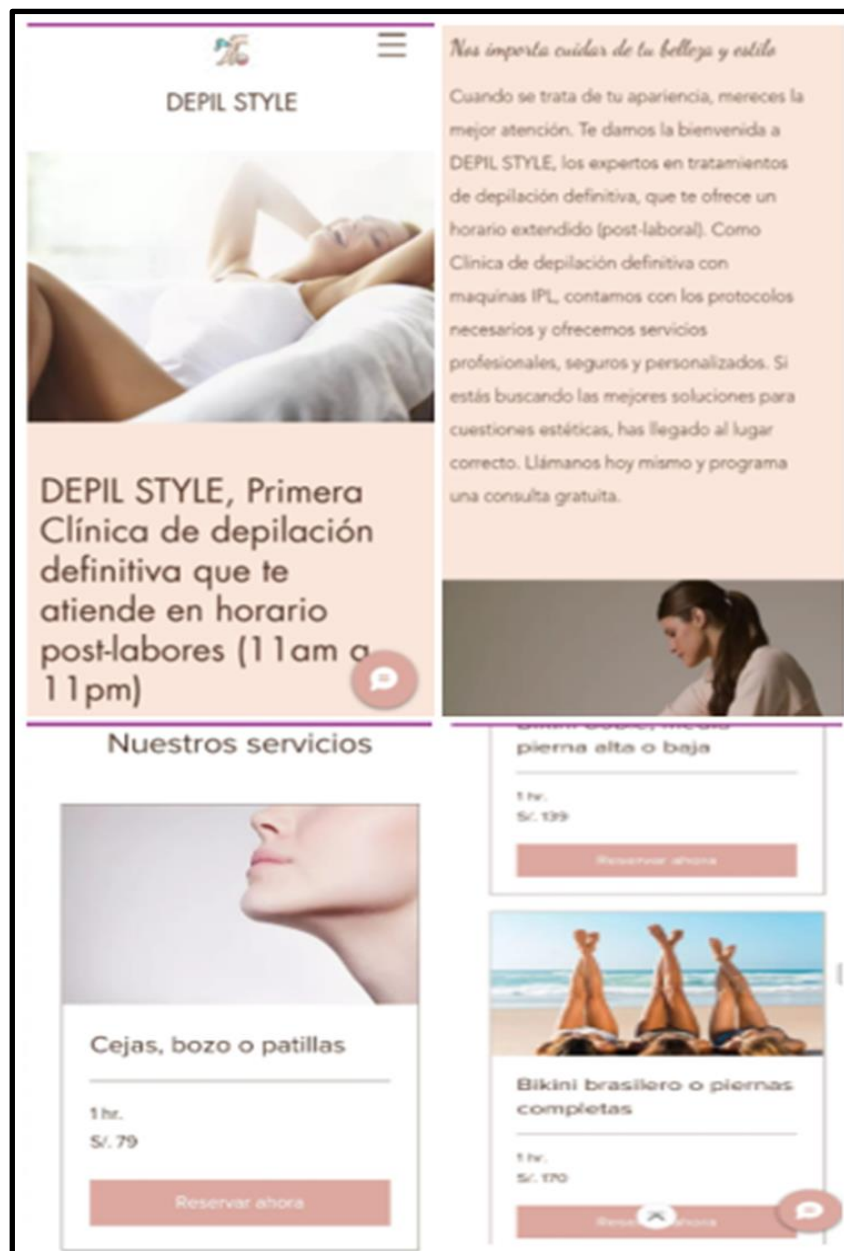 DEPIL STYLE
DEPIL STYLE, Primera
Clínica de depilación
definitiva que te
atiende en horario
post-labores (11am a
11pm)
Nos importa cuidar de tu belleza y estilo
Cuando se trata de tu apariencia, mereces la
mejor atención. Te damos la bienvenida a
DEPIL STYLE, los expertos en tratamientos
de depilación definitiva, que te ofrece un
horario extendido (post-laboral). Como
Clínica de depilación definitiva con
maquinas IPL, contamos con los protocolos
necesarios y ofrecemos servicios
profesionales, seguros y personalizados. Si
estás buscando las mejores soluciones para
cuestiones estéticas, has llegado al lugar
correcto. Llámanos hoy mismo y programa
una consulta gratuita.
Nuestros servicios
Cejas, bozo o patillas
1 hr.
S/. 79
Reservar ahora
pierna alta o baja
1 hr.
S/. 139
Reservar ahora
Bikini brasilero o piernas
completas
1 hr.
S/. 170
ahora